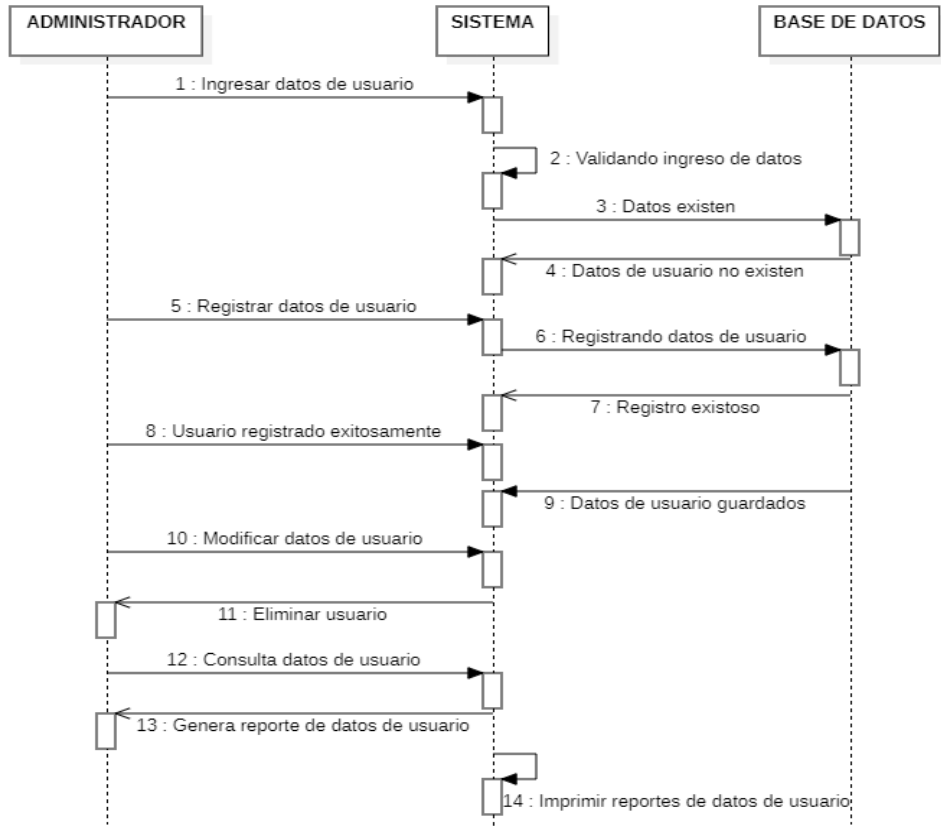 ADMINISTRADOR
SISTEMA
BASE DE DATOS
1 : Ingresar datos de usuario
2 : Validando ingreso de datos
3 : Datos existen
4 : Datos de usuario no existen
5 : Registrar datos de usuario
6 : Registrando datos de usuario
7 : Registro existoso
8 : Usuario registrado exitosamente
9 : Datos de usuario guardados
10 : Modificar datos de usuario
11 : Eliminar usuario
12 : Consulta datos de usuario
13 : Genera reporte de datos de usuario
14 : Imprimir reportes de datos de usuario